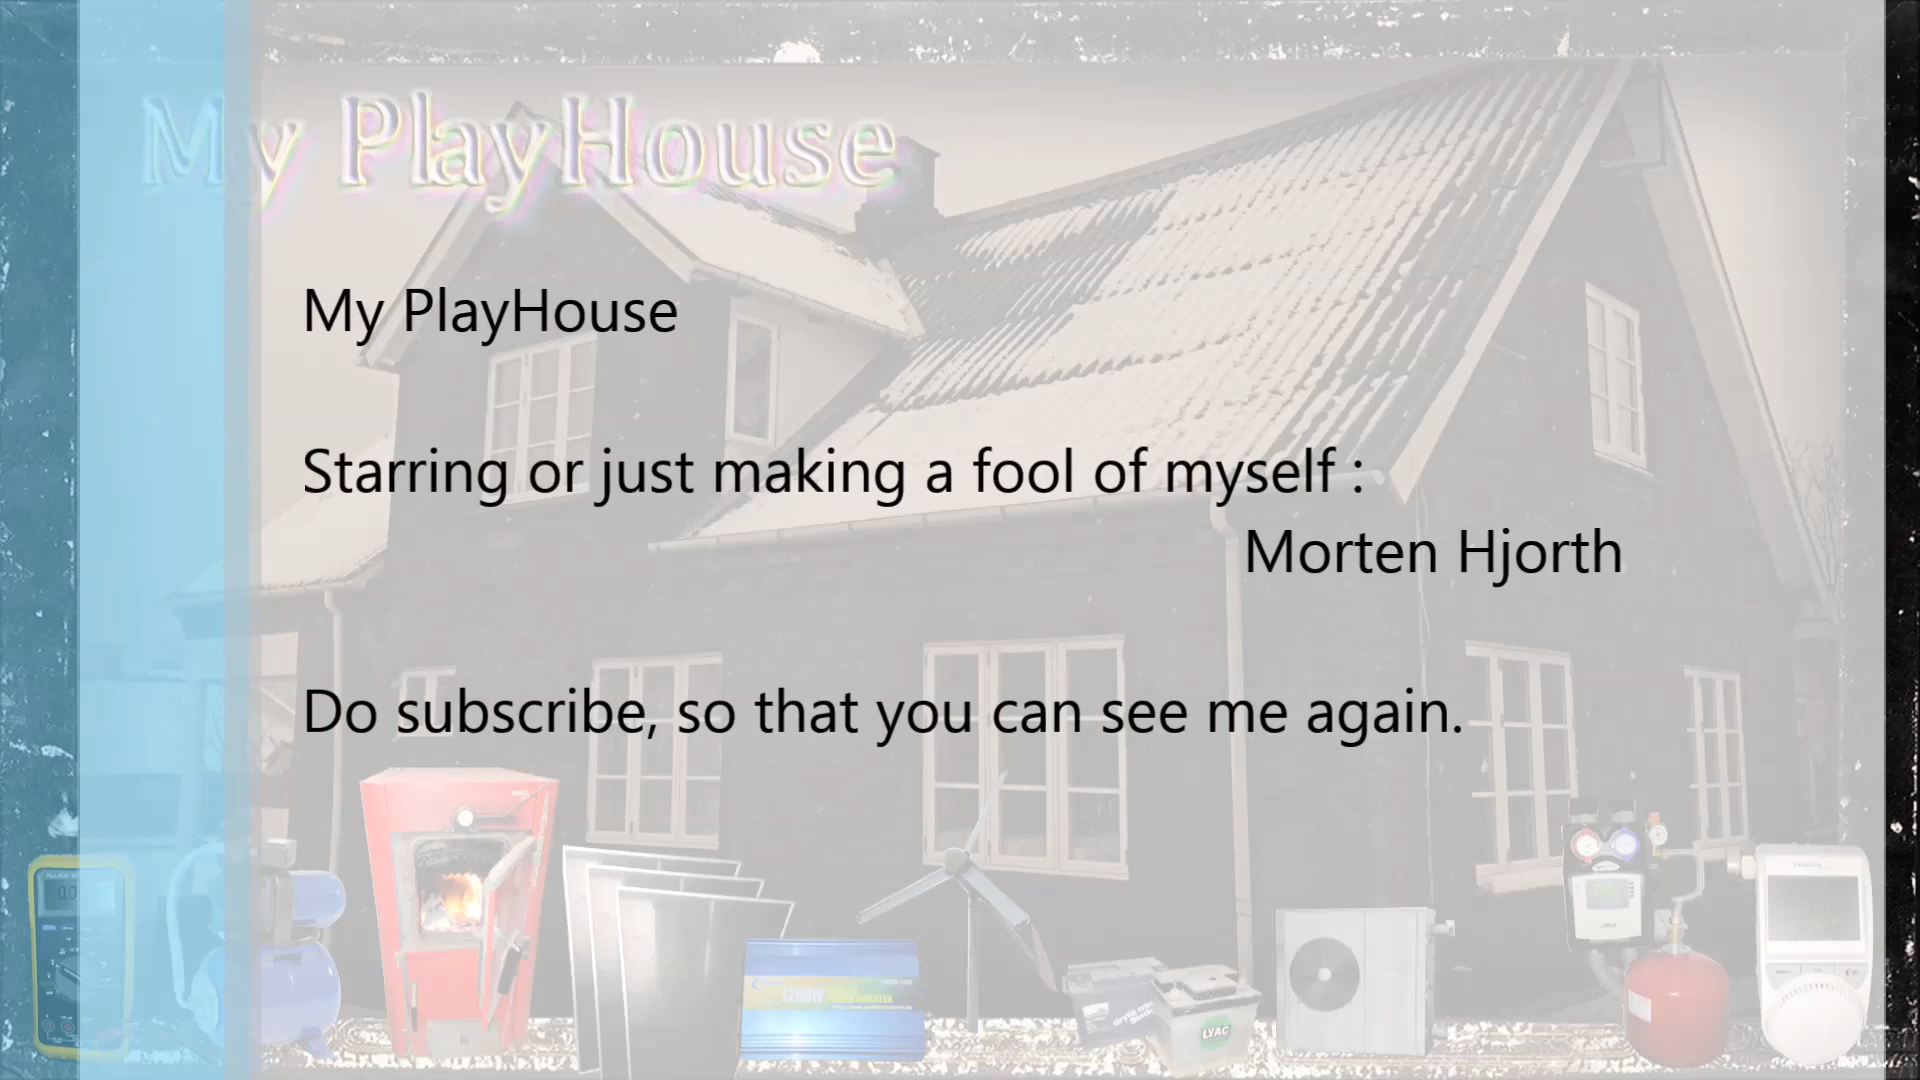 My PlayHouse
My PlayHouse
Starring or just making a fool of myself :
Morten Hjorth
Do subscribe, so that you can see me again.
1200W
LYAC